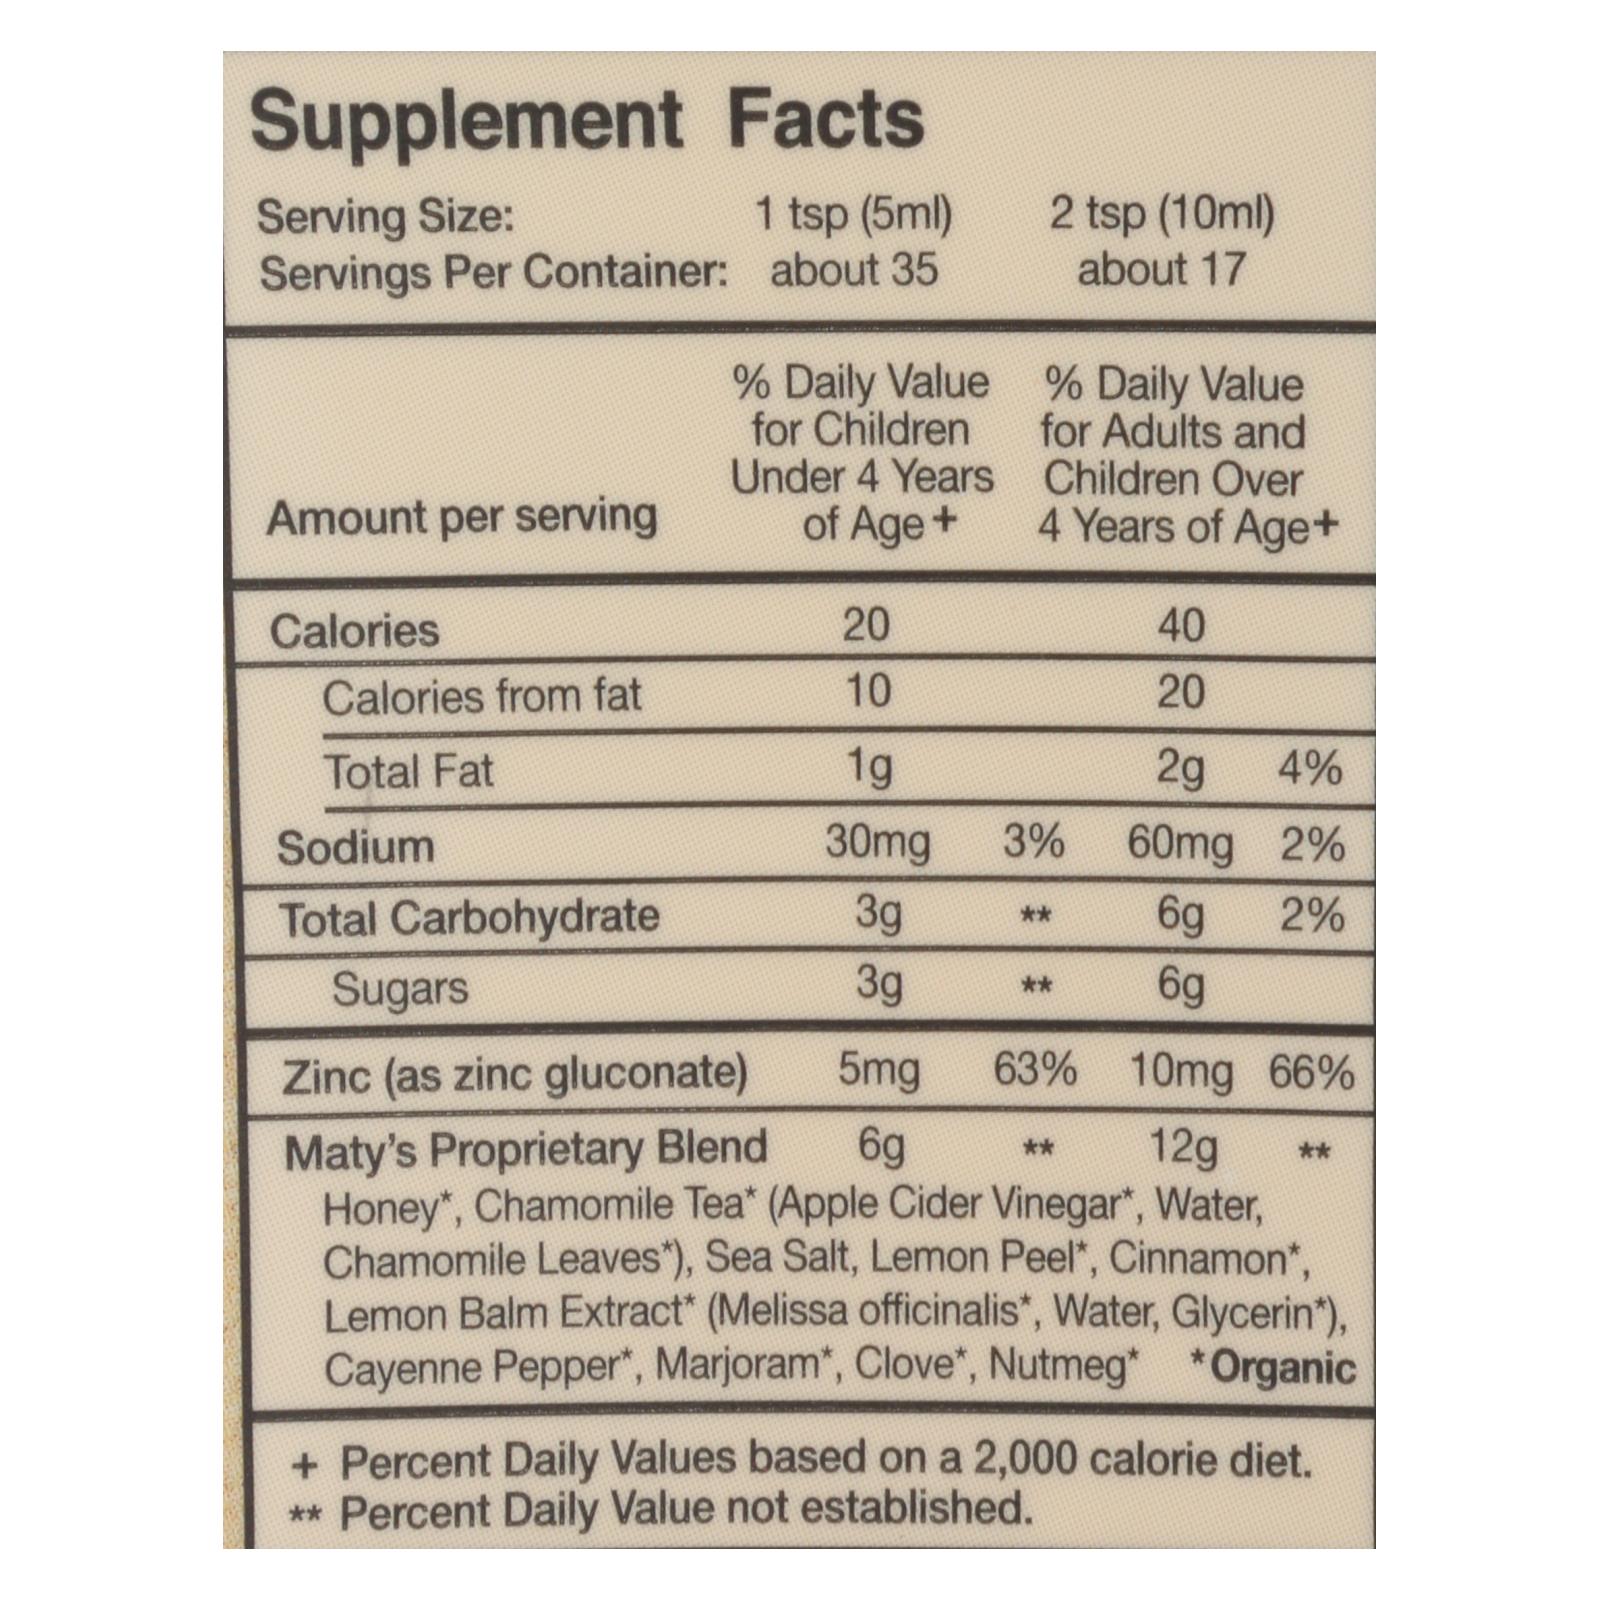 Supplement Facts
Serving Size: 1 tsp (5ml) 2 tsp (10ml)
Servings Per Container: about 35 about 17
% Daily Value % Daily Value
for Children for Adults and
Under 4 Years Children Over
Amount per serving of Age+ 4 Years of Age+
Calories 20 40
Calories from fat 10 20
Total Fat 1g 2g 4%
Sodium 30mg 3% 60mg 2%
Total Carbohydrate 3g ** 6g 2%
Sugars 3g ** 6g
Zinc (as zinc gluconate) 5mg 63% 10mg 66%
Maty's Proprietary Blend 6g ** 12g **
Honey*, Chamomile Tea* (Apple Cider Vinegar*, Water,
Chamomile Leaves*), Sea Salt, Lemon Peel*, Cinnamon*,
Lemon Balm Extract* (Melissa officinalis*, Water, Glycerin*),
Cayenne Pepper*, Marjoram*, Clove*, Nutmeg* *Organic
+ Percent Daily Values based on a 2,000 calorie diet.
** Percent Daily Value not established.